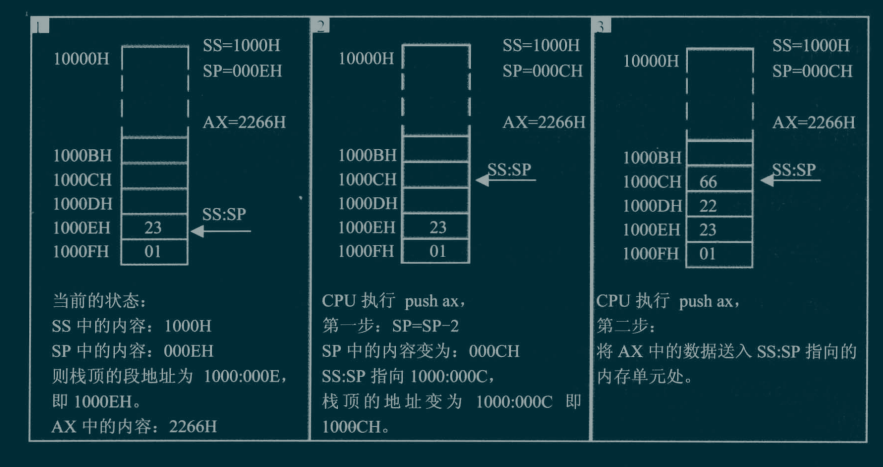 1
SS=1000H
10000H
SP=000EH
AX=2266H
1000BH
1000CH
1000DH
SS:SP
1000EH 23
1000FH 01
当前的状态：
SS 中的内容：1000H
SP 中的内容：000EH
则栈顶的段地址为 1000:000E，
即 1000EH。
AX 中的内容：2266H
2
SS=1000H
10000H
SP=000CH
AX=2266H
1000BH
SS:SP
1000CH
1000DH
1000EH 23
1000FH 01
CPU 执行 push ax，
第一步：SP=SP-2
SP 中的内容变为：000CH
SS:SP 指向 1000:000C，
栈顶的地址变为 1000:000C 即
1000CH。
3
SS=1000H
10000H
SP=000CH
AX=2266H
1000BH
SS:SP
1000CH 66
1000DH 22
1000EH 23
1000FH 01
CPU 执行 push ax，
第二步：
将 AX 中的数据送入 SS:SP 指向的
内存单元处。